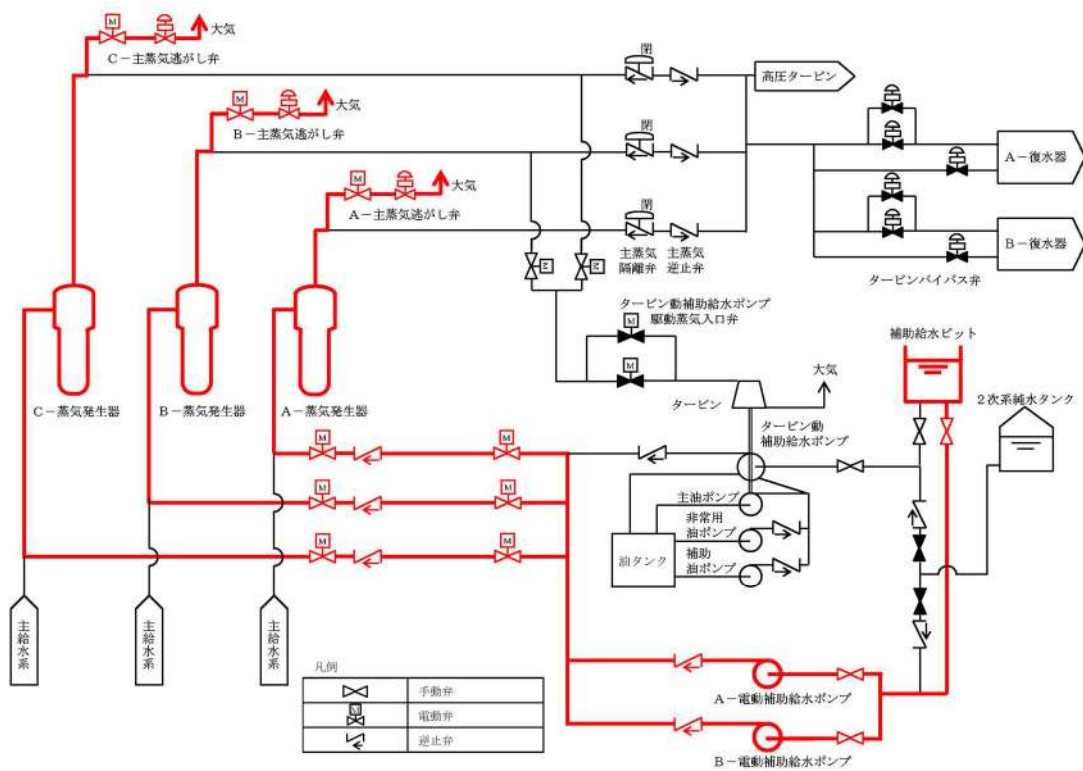 M
大気
C－主蒸気逃がし弁
閉
高圧タービン
M
大気
B－主蒸気逃がし弁
閉
A－復水器
M
大気
A－主蒸気逃がし弁
閉
B－復水器
主蒸気
隔離弁
主蒸気
逆止弁
M
M
タービンバイパス弁
タービン動補助給水ポンプ
駆動蒸気入口弁
M
M
補助給水ピット
大気
タービン
2次系純水タンク
C－蒸気発生器
B－蒸気発生器
A－蒸気発生器
タービン動
補助給水ポンプ
M
M
M
M
M
M
主油ポンプ
非常用
油ポンプ
補助
油ポンプ
油タンク
主給水系
主給水系
主給水系
凡例
手動弁
M
電動弁
逆止弁
A－電動補助給水ポンプ
B－電動補助給水ポンプ